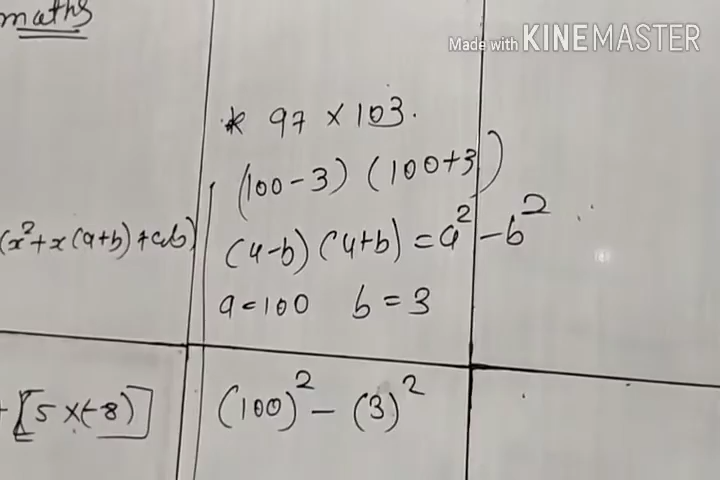 maths
Made with KINEMASTER
* 97 × 103.
(100 - 3) (100+3)
(x²+x(a+b)+ab)
(a-b) (a+b) = a² - b²
a=100 b = 3
[5 ×(-8)]
(100)² - (3)²